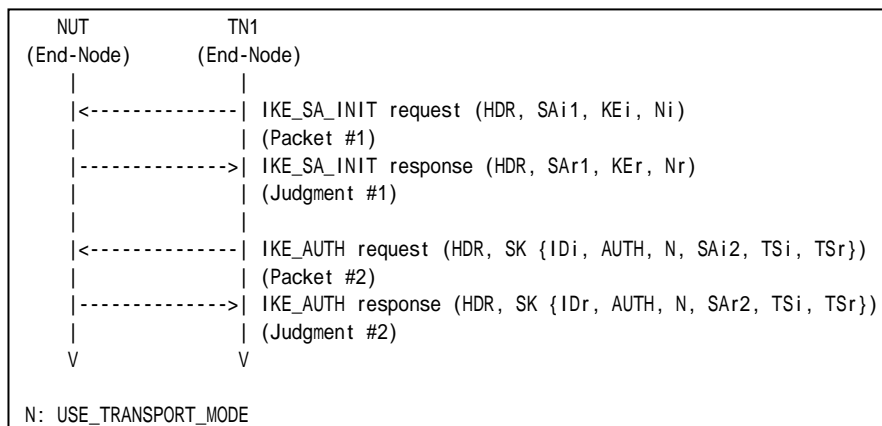 NUT TN1
(End-Node) (End-Node)
| |
|<--------------| IKE_SA_INIT request (HDR, SAi1, KEi, Ni)
| | (Packet #1)
|-------------->| IKE_SA_INIT response (HDR, SAr1, KEr, Nr)
| | (Judgment #1)
| |
|<--------------| IKE_AUTH request (HDR, SK {IDi, AUTH, N, SAi2, TSi, TSr})
| | (Packet #2)
|-------------->| IKE_AUTH response (HDR, SK {IDr, AUTH, N, SAr2, TSi, TSr})
| | (Judgment #2)
V V
N: USE_TRANSPORT_MODE